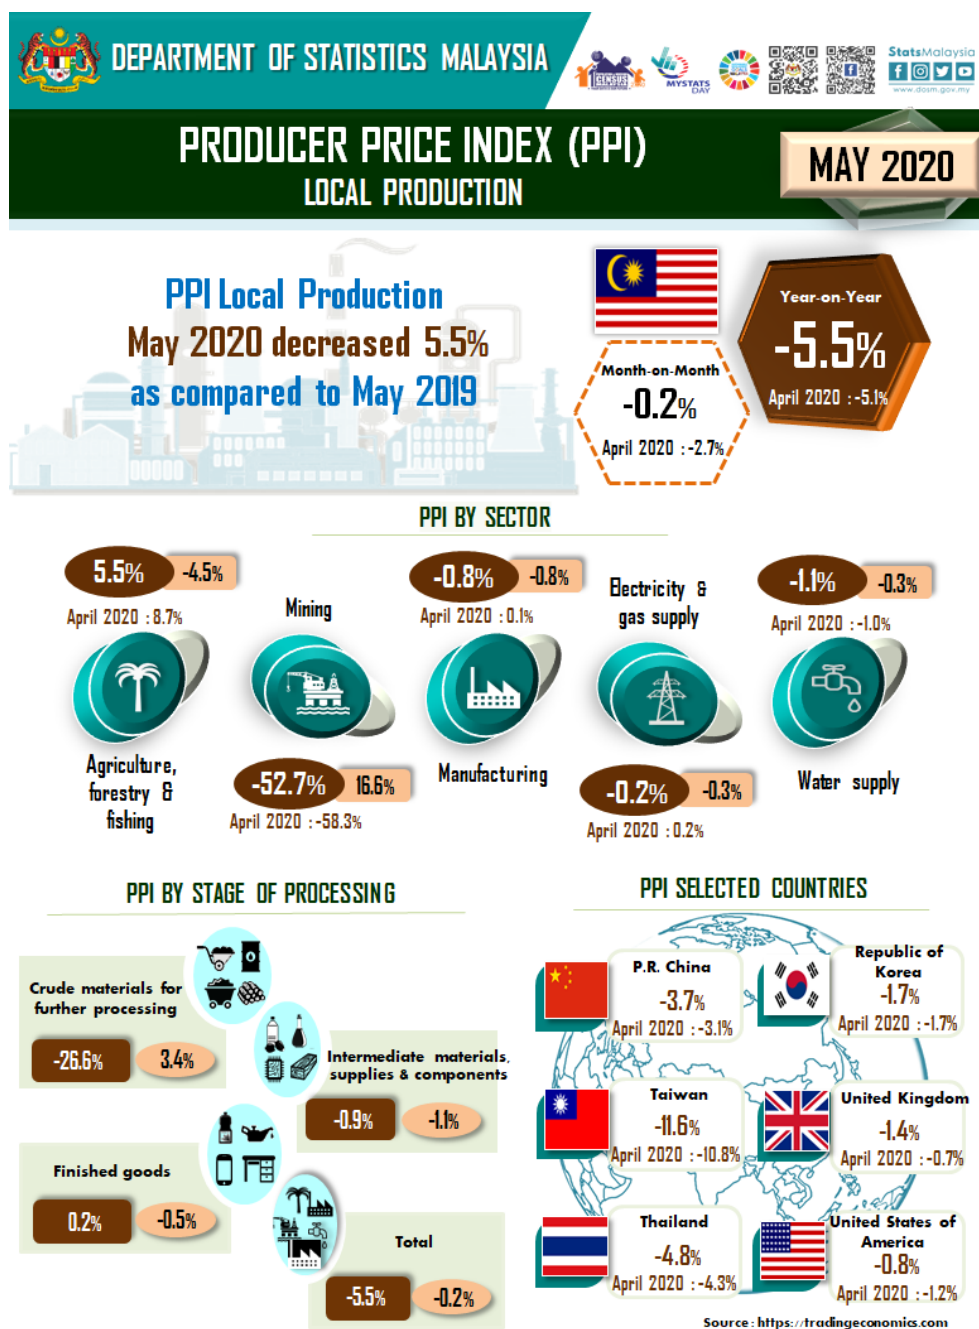 DEPARTMENT OF STATISTICS MALAYSIA
CENSUS
MYSTATS
DAY
StatsMalaysia
www.dosm.gov.my
PRODUCER PRICE INDEX (PPI)
LOCAL PRODUCTION
MAY 2020
PPI Local Production
May 2020 decreased 5.5%
as compared to May 2019
Month-on-Month
-0.2%
April 2020 :-2.7%
Year-on-Year
-5.5%
April 2020 :-5.1%
PPI BY SECTOR
5.5% -4.5%
April 2020 :8.7%
Agriculture,
forestry &
fishing
Mining
-52.7% 16.6%
April 2020 :-58.3%
-0.8% -0.8%
April 2020 :0.1%
Manufacturing
Electricity &
gas supply
-0.2% -0.3%
April 2020 :0.2%
-1.1% -0.3%
April 2020 :-1.0%
Water supply
PPI BY STAGE OF PROCESSING
Crude materials for
further processing
-26.6% 3.4%
Intermediate materials,
supplies & components
-0.9% -1.1%
Finished goods
0.2% -0.5%
Total
-5.5% -0.2%
PPI SELECTED COUNTRIES
P.R. China
-3.7%
April 2020 :-3.1%
Republic of
Korea
-1.7%
April 2020 :-1.7%
Taiwan
-11.6%
April 2020 :-10.8%
United Kingdom
-1.4%
April 2020 :-0.7%
Thailand
-4.8%
April 2020 :-4.3%
United States of
America
-0.8%
April 2020 :-1.2%
Source : https://tradingeconomics.com